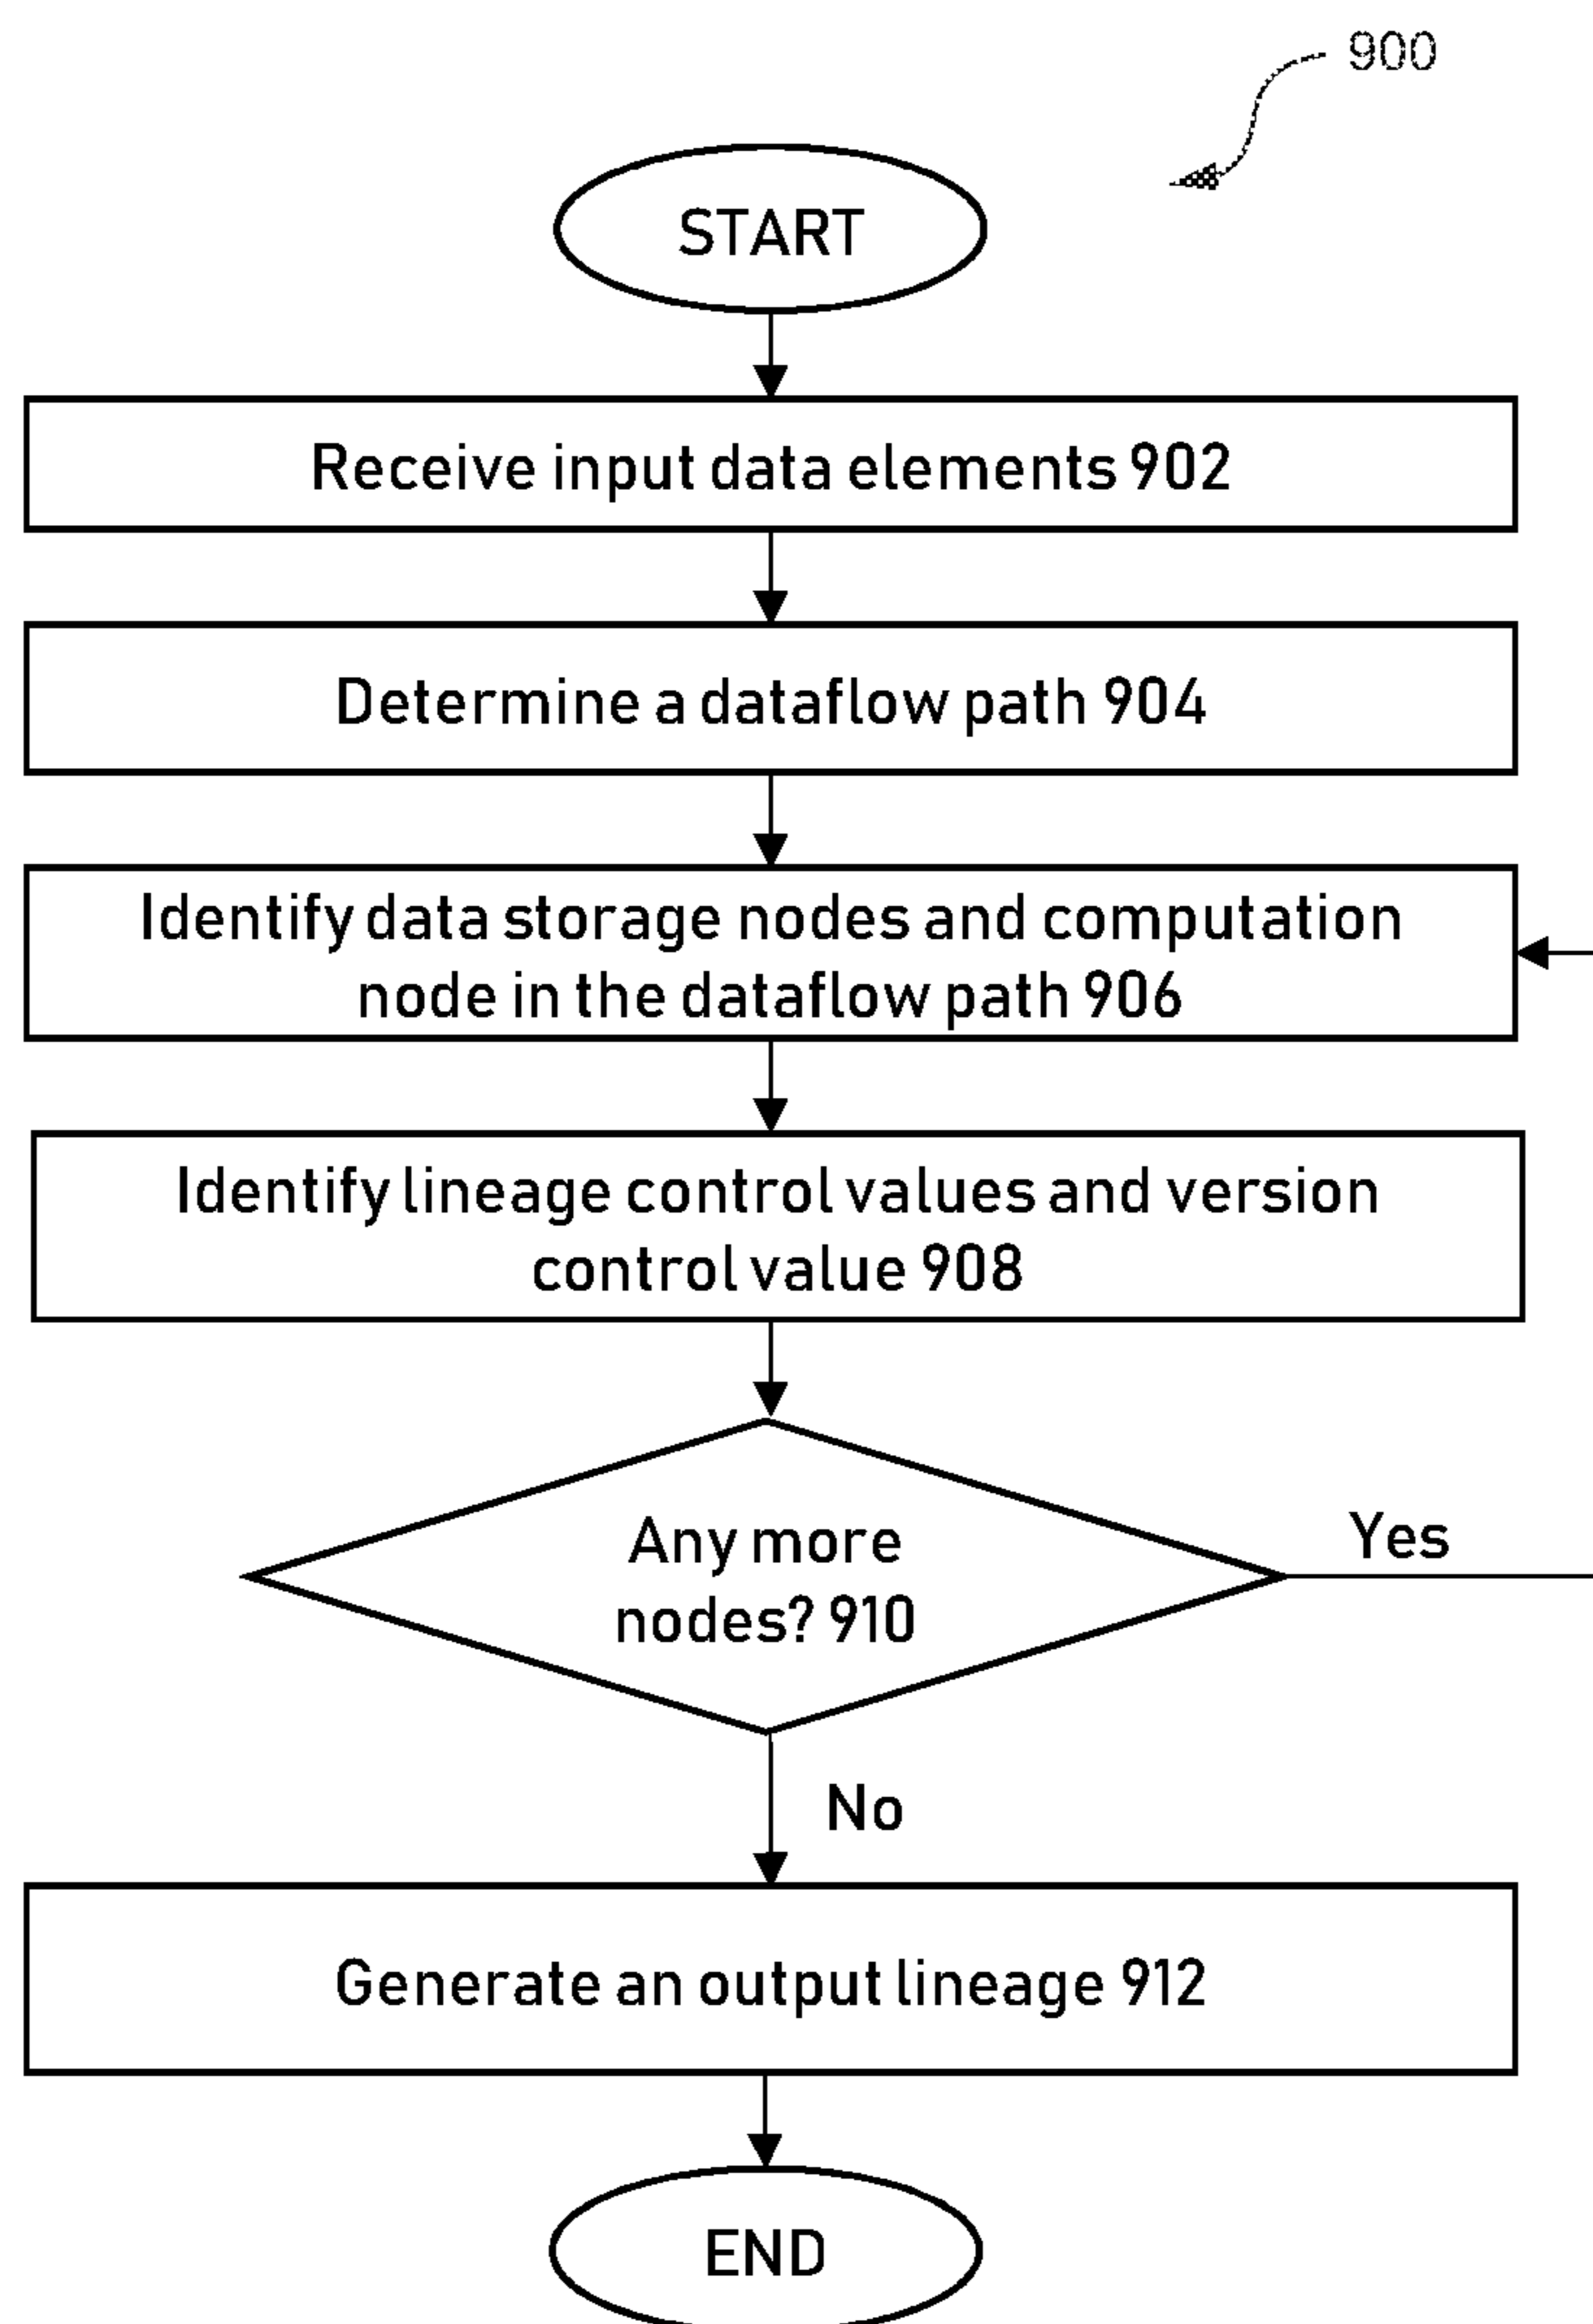 900
START
Receive input data elements 902
Determine a dataflow path 904
Identify data storage nodes and computation
node in the dataflow path 906
Identify lineage control values and version
control value 908
Any more
nodes? 910
Yes
No
Generate an output lineage 912
END